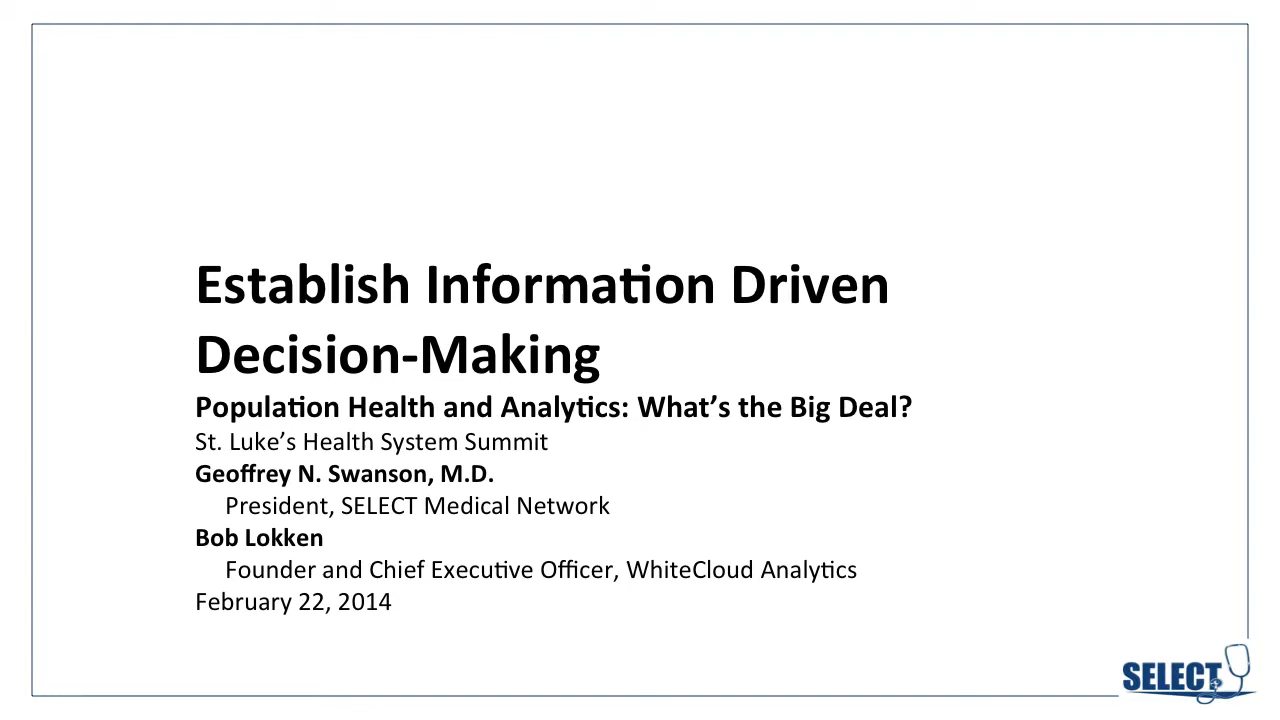 Establish Information Driven
Decision-Making
Population Health and Analytics: What's the Big Deal?
St. Luke's Health System Summit
Geoffrey N. Swanson, M.D.
President, SELECT Medical Network
Bob Lokken
Founder and Chief Executive Officer, WhiteCloud Analytics
February 22, 2014
SELECT